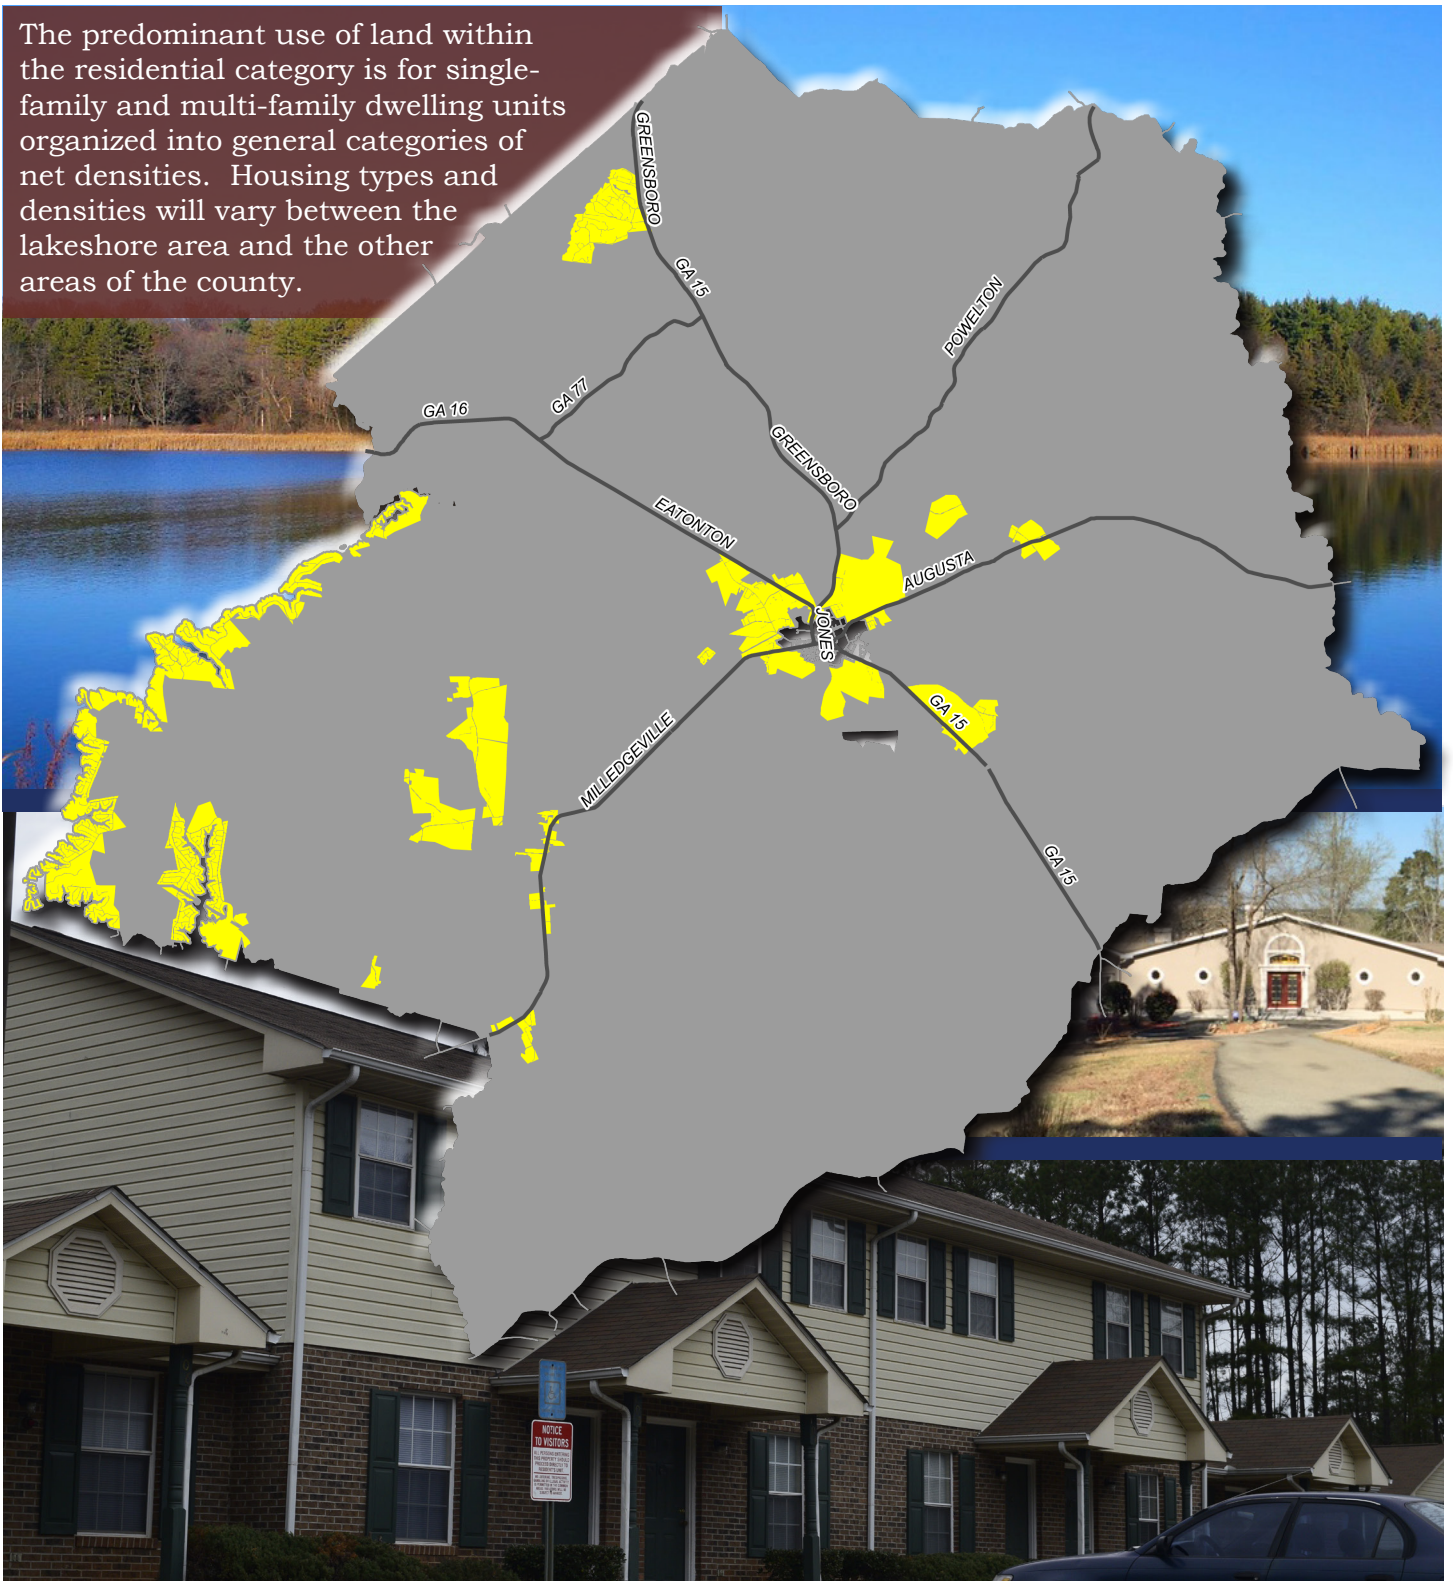 The predominant use of land within
the residential category is for single-
family and multi-family dwelling units
organized into general categories of
net densities.  Housing types and
densities will vary between the
lakeshore area and the other
areas of the county.
GREENSBORO
GA 15
POWELTON
GA 77
GA 16
GREENSBORO
EATONTON
AUGUSTA
JONES
GA 15
MILLEDGEVILLE
GA 15
NOTICE
TO VISITORS